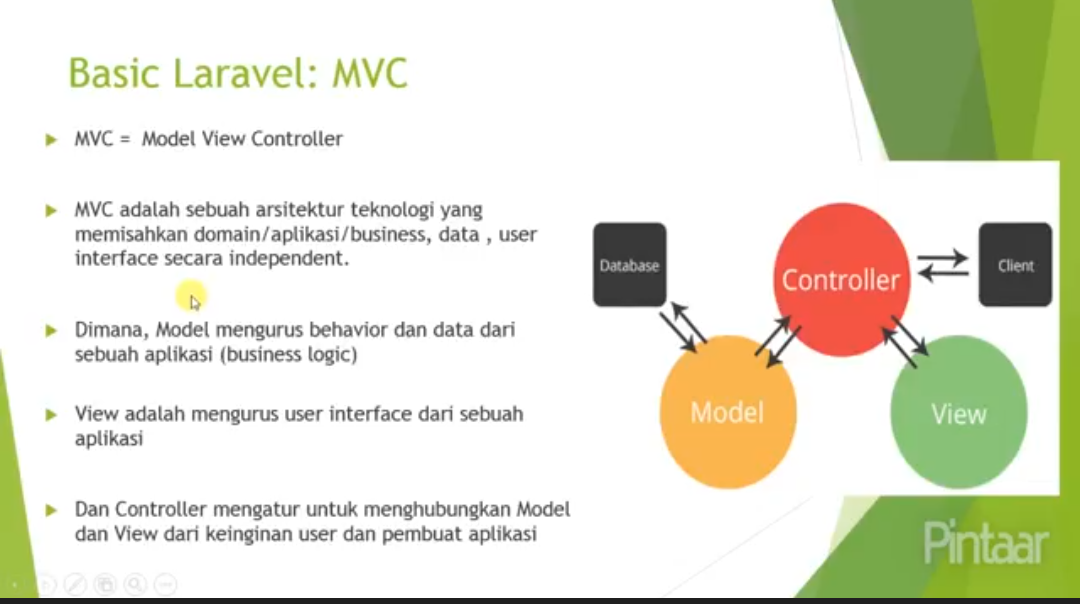 Basic Laravel: MVC
MVC = Model View Controller
MVC adalah sebuah arsitektur teknologi yang
memisahkan domain/aplikasi/business, data , user
interface secara independent.
Dimana, Model mengurus behavior dan data dari
sebuah aplikasi (business logic)
View adalah mengurus user interface dari sebuah
aplikasi
Dan Controller mengatur untuk menghubungkan Model
dan View dari keinginan user dan pembuat aplikasi
Database
Controller
Client
Model
View
Pintaar